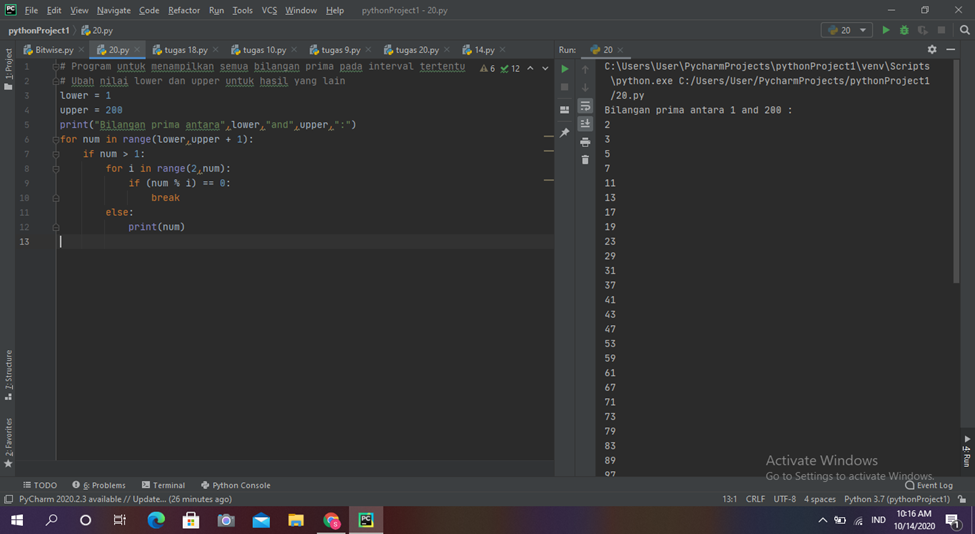 File Edit View Navigate Code Refactor Run Tools VCS Window Help pythonProject1 - 20.py
pythonProject1 20.py 20
Bitwise.py 20.py tugas 18.py tugas 10.py tugas 9.py tugas 20.py 14.py
1 # Program untuk menampilkan semua bilangan prima pada interval tertentu 6 12
2 # Ubah nilai lower dan upper untuk hasil yang lain
3 lower = 1
4 upper = 200
5 print("Bilangan prima antara",lower,"and",upper,":")
6 for num in range(lower,upper + 1):
7 if num > 1:
8 for i in range(2,num):
9 if (num % i) == 0:
10 break
11 else:
12 print(num)
13
Run: 20
C:\Users\User\PycharmProjects\pythonProject1\venv\Scripts
\python.exe C:/Users/User/PycharmProjects/pythonProject1
/20.py
Bilangan prima antara 1 and 200 :
2
3
5
7
11
13
17
19
23
29
31
37
41
43
47
53
59
61
67
71
73
79
83
89
97
1: Project
7: Structure
2: Favorites
4: Run
Activate Windows
Go to Settings to activate Windows.
TODO 6: Problems Terminal Python Console Event Log
PyCharm 2020.2.3 available // Update... (26 minutes ago) 13:1 CRLF UTF-8 4 spaces Python 3.7 (pythonProject1)
IND 10:16 AM
10/14/2020 1